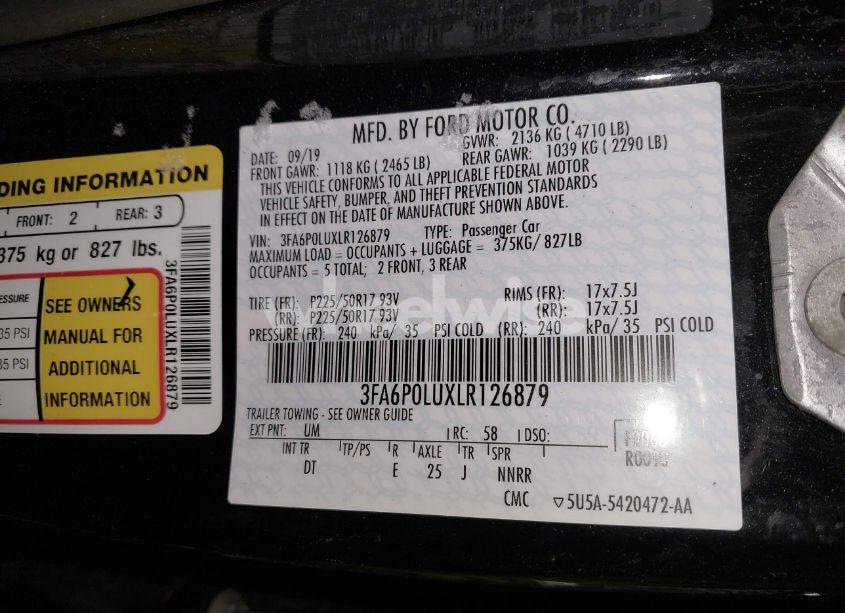 DING INFORMATION
FRONT: 2 REAR: 3
375 kg or 827 lbs.
ESSURE
35 PSI
35 PSI
E
SEE OWNERS
MANUAL FOR
ADDITIONAL
INFORMATION
3FA6P0LUXLR126879
MFD. BY FORD MOTOR CO.
DATE: 09/19 GVWR: 2136 KG ( 4710 LB)
FRONT GAWR: 1118 KG ( 2465 LB) REAR GAWR: 1039 KG ( 2290 LB)
THIS VEHICLE CONFORMS TO ALL APPLICABLE FEDERAL MOTOR
VEHICLE SAFETY, BUMPER, AND THEFT PREVENTION STANDARDS
IN EFFECT ON THE DATE OF MANUFACTURE SHOWN ABOVE.
VIN: 3FA6P0LUXLR126879 TYPE: Passenger Car
MAXIMUM LOAD = OCCUPANTS + LUGGAGE = 375KG/ 827LB
OCCUPANTS = 5 TOTAL; 2 FRONT, 3 REAR
TIRE (FR): P225/50R17 93V RIMS (FR): 17x7.5J
(RR): P225/50R17 93V (RR): 17x7.5J
PRESSURE (FR): 240 kPa/ 35 PSI COLD (RR): 240 kPa/ 35 PSI COLD
3FA6P0LUXLR126879
TRAILER TOWING - SEE OWNER GUIDE
EXT PNT: UM RC: 58 DSO:
INT TR TP/PS R AXLE TR SPR
DT E 25 J NNRR
CMC ▽5U5A-5420472-AA